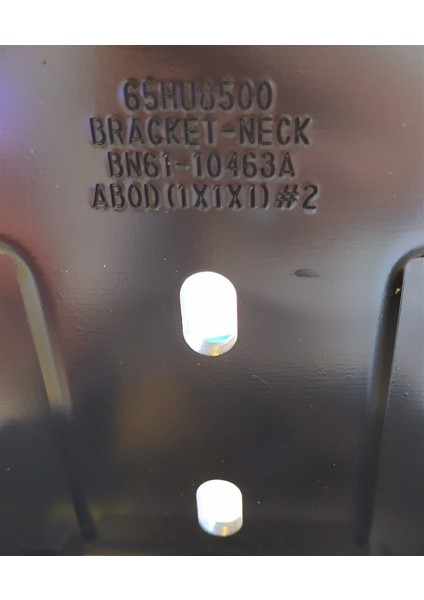 65HU8500
BRACKET-NECK
BN61-10463A
ABOD(1X1X1)#2